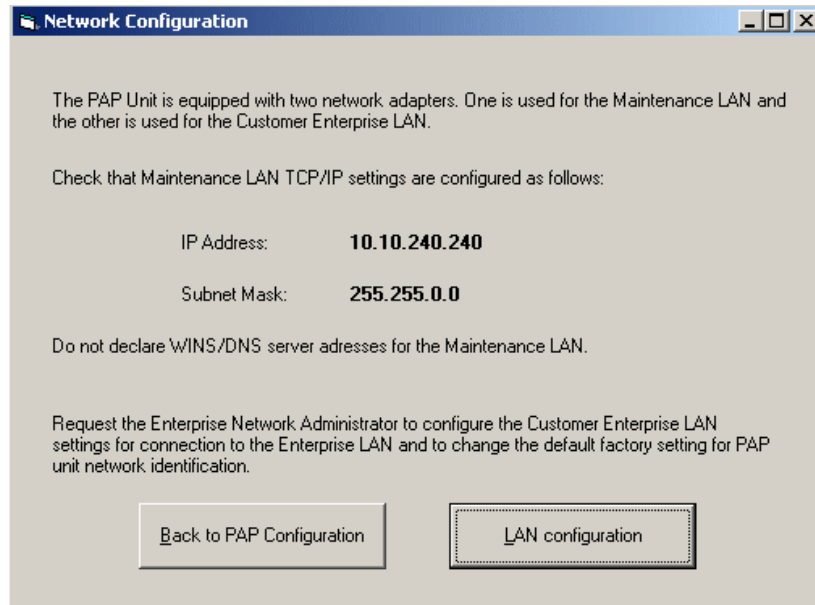 Network Configuration
The PAP Unit is equipped with two network adapters. One is used for the Maintenance LAN and
the other is used for the Customer Enterprise LAN.
Check that Maintenance LAN TCP/IP settings are configured as follows:
IP Address: 10.10.240.240
Subnet Mask: 255.255.0.0
Do not declare WINS/DNS server adresses for the Maintenance LAN.
Request the Enterprise Network Administrator to configure the Customer Enterprise LAN
settings for connection to the Enterprise LAN and to change the default factory setting for PAP
unit network identification.
Back to PAP Configuration
LAN configuration